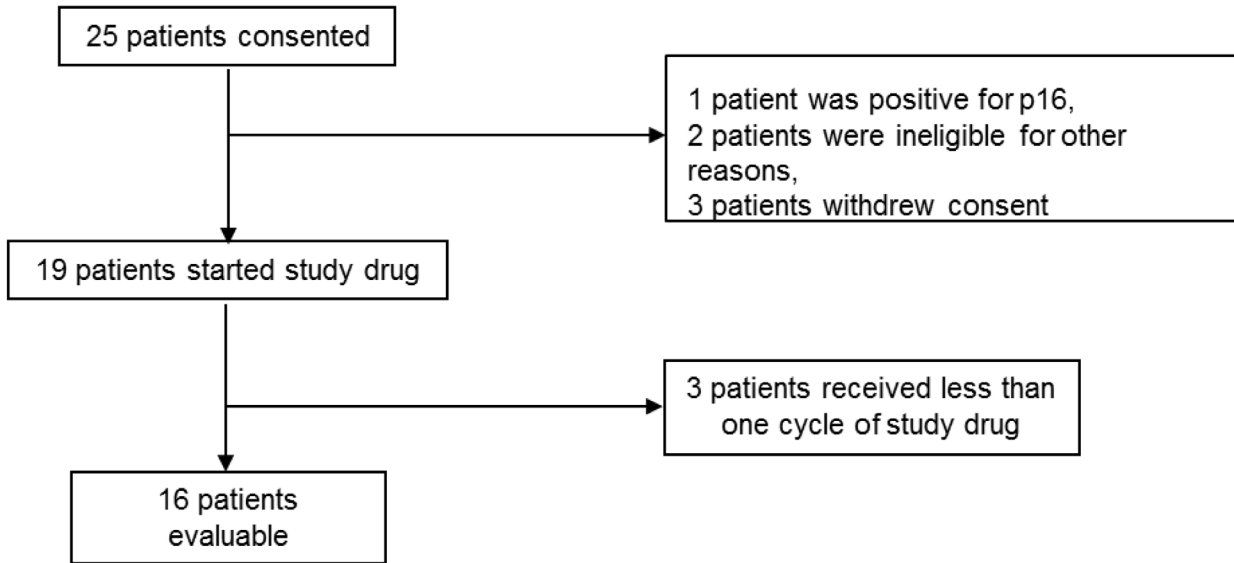 25 patients consented
1 patient was positive for p16,
2 patients were ineligible for other
reasons,
3 patients withdrew consent
19 patients started study drug
3 patients received less than
one cycle of study drug
16 patients
evaluable